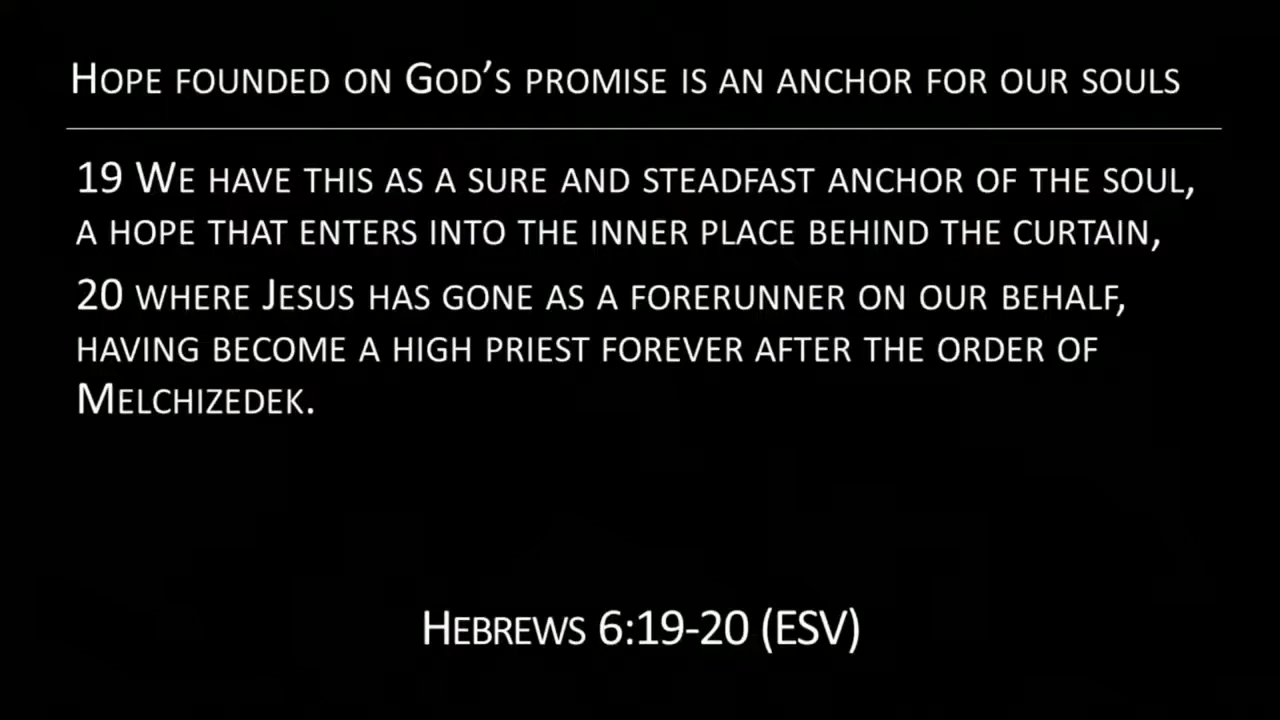 Hope founded on God’s promise is an anchor for our souls
19 We have this as a sure and steadfast anchor of the soul,
a hope that enters into the inner place behind the curtain,
20 where Jesus has gone as a forerunner on our behalf,
having become a high priest forever after the order of
Melchizedek.
Hebrews 6:19-20 (ESV)